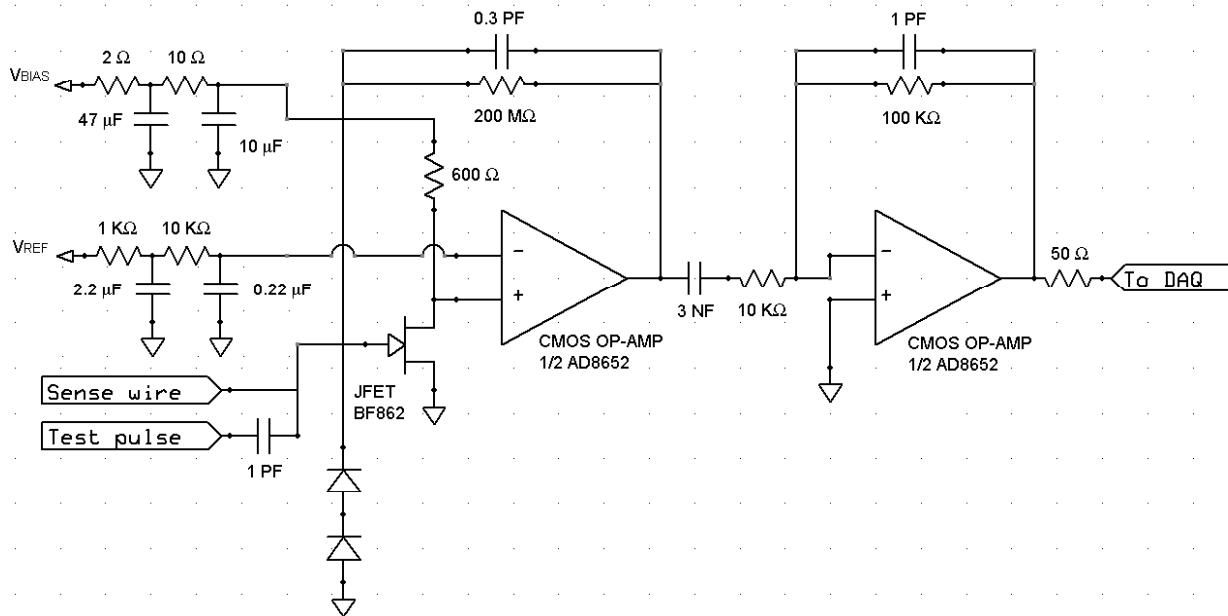 0.3 PF
200 MΩ
1 PF
100 KΩ
2 Ω
10 Ω
VBIAS
47 μF
10 μF
600 Ω
1 KΩ
10 KΩ
VREF
2.2 μF
0.22 μF
−
+
CMOS OP-AMP
1/2 AD8652
3 NF
10 KΩ
−
+
CMOS OP-AMP
1/2 AD8652
50 Ω
To DAQ
JFET
BF862
Sense wire
Test pulse
1 PF